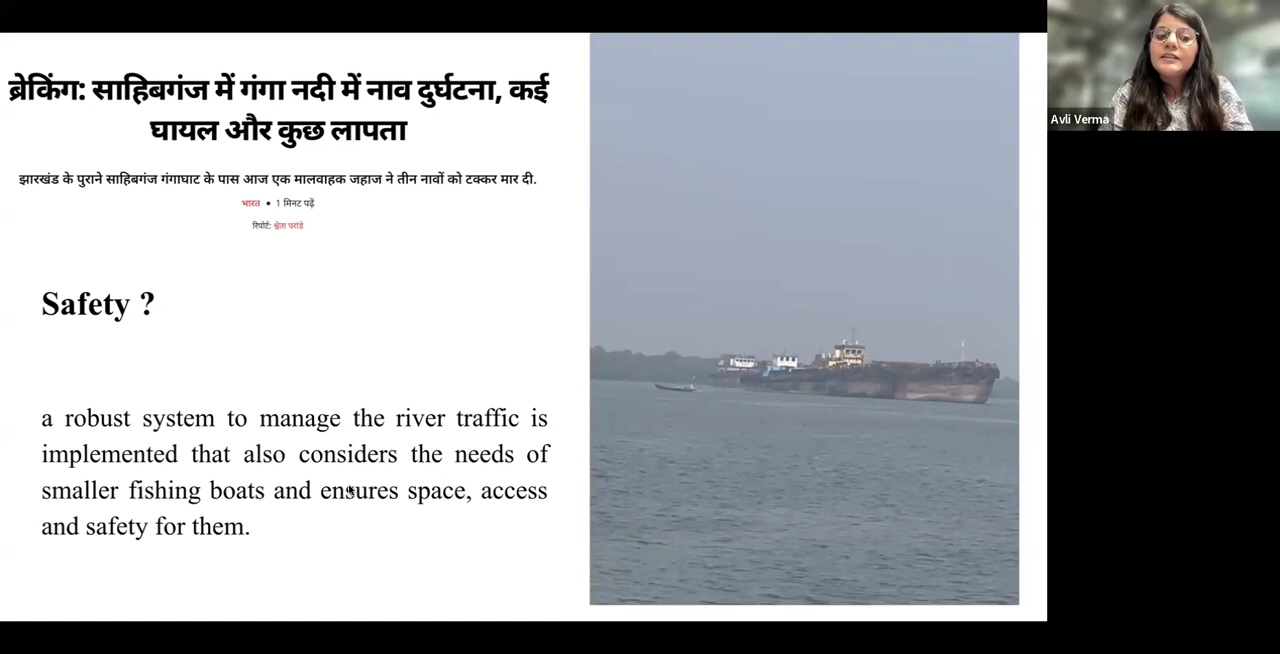 ब्रेकिंग: साहिबगंज में गंगा नदी में नाव दुर्घटना, कई
घायल और कुछ लापता
झारखंड के पुराने साहिबगंज गंगाघाट के पास आज एक मालवाहक जहाज ने तीन नावों को टक्कर मार दी.
भारत • 1 मिनट पढ़ें
रिपोर्ट: श्वेता परांडे
Safety ?
a robust system to manage the river traffic is
implemented that also considers the needs of
smaller fishing boats and ensures space, access
and safety for them.
Avli Verma